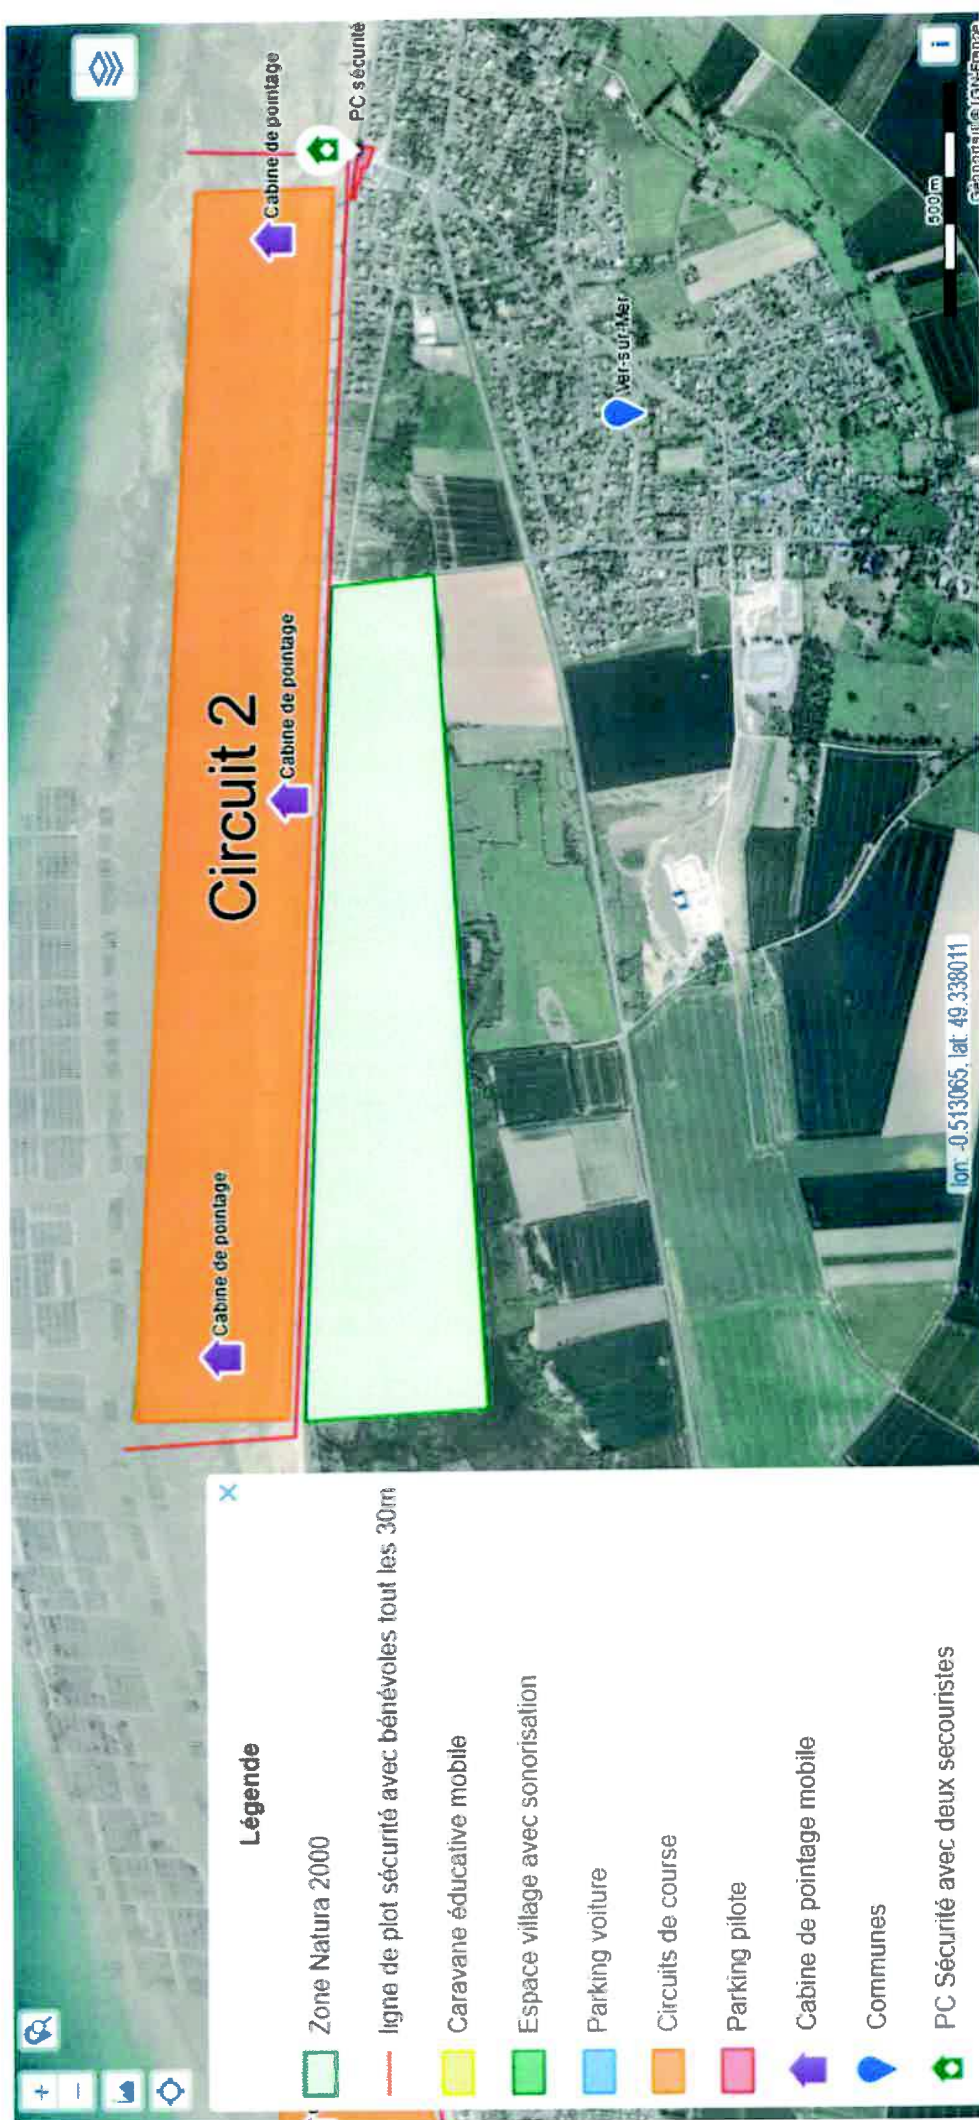 PC sécurité
Cabine de pointage
Circuit 2
Cabine de pointage
Cabine de pointage
Ver-sur-Mer
500 m
i
+
−
lon: -0.513065, lat: 49.338011
Légende
Zone Natura 2000
ligne de plot sécurité avec bénévoles tout les 30m
Caravane éducative mobile
Espace village avec sonorisation
Parking voiture
Circuits de course
Parking pilote
Cabine de pointage mobile
Communes
PC Sécurité avec deux secouristes